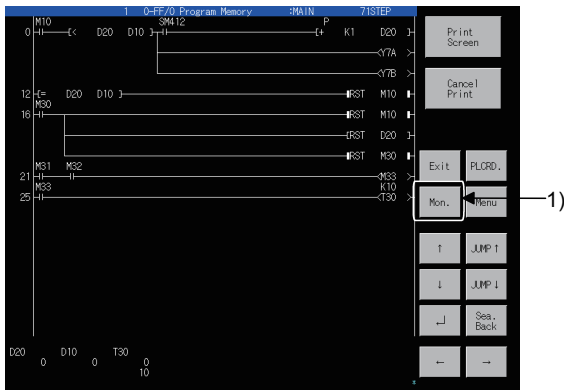 1 0-FF/0 Program Memory :MAIN 71STEP
M10 SM412 P
0 [< D20 D10 ] [+ K1 D20 ]
<Y7A >
<Y7B >
12 [= D20 D10 ] RST M10
M30
16 RST M10
[RST D20 ]
RST M30
M31 M32
21 <M33 >
M33 K10
25 <T30 >
D20 D10 T30
0 0 0
10
*
Print
Screen
Cancel
Print
Exit PLCRD.
Mon. Menu
1)
↑ JUMP↑
↓ JUMP↓
↵ Sea.
Back
← →